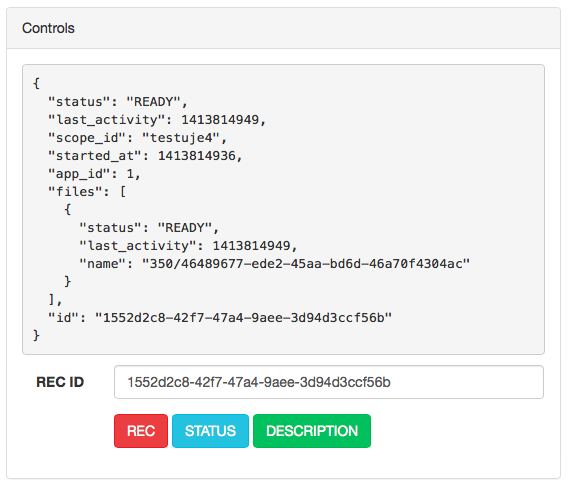 Controls
{
"status": "READY",
"last_activity": 1413814949,
"scope_id": "testuje4",
"started_at": 1413814936,
"app_id": 1,
"files": [
{
"status": "READY",
"last_activity": 1413814949,
"name": "350/46489677-ede2-45aa-bd6d-46a70f4304ac"
}
],
"id": "1552d2c8-42f7-47a4-9aee-3d94d3ccf56b"
}
REC ID 1552d2c8-42f7-47a4-9aee-3d94d3ccf56b
REC STATUS DESCRIPTION